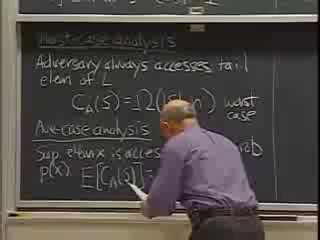 Worst-case analysis
Adversary always accesses tail
elem of L
C_A(S) = Ω(|S|·n) worst
case
Ave-case analysis
Sup. elem x is access
p(x). E[C_A(S)] =